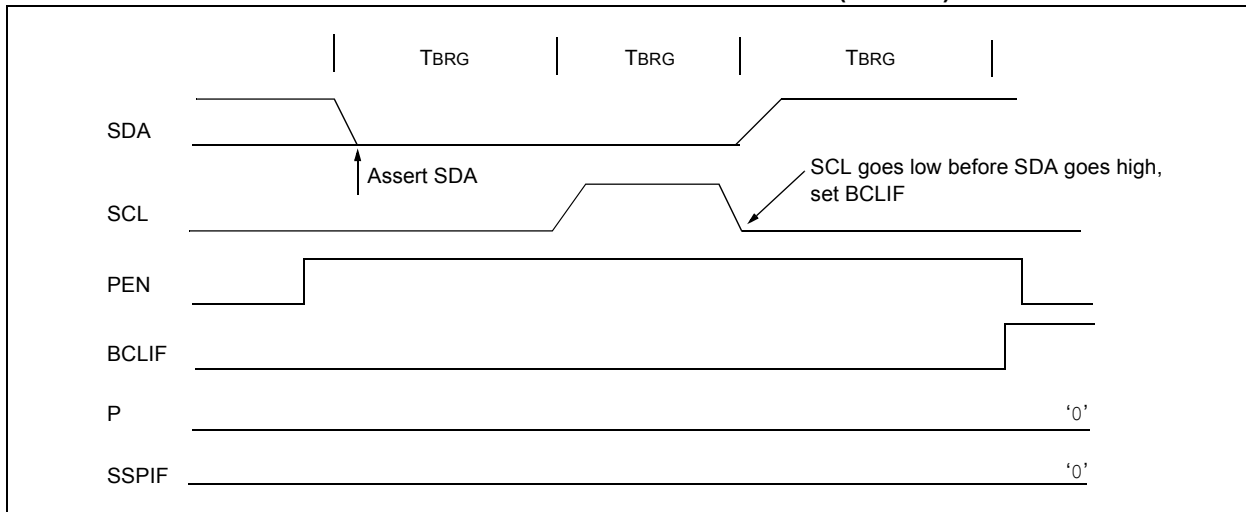 TBRG TBRG TBRG
SDA
Assert SDA
SCL goes low before SDA goes high,
set BCLIF
SCL
PEN
BCLIF
P
‘0’
SSPIF
‘0’